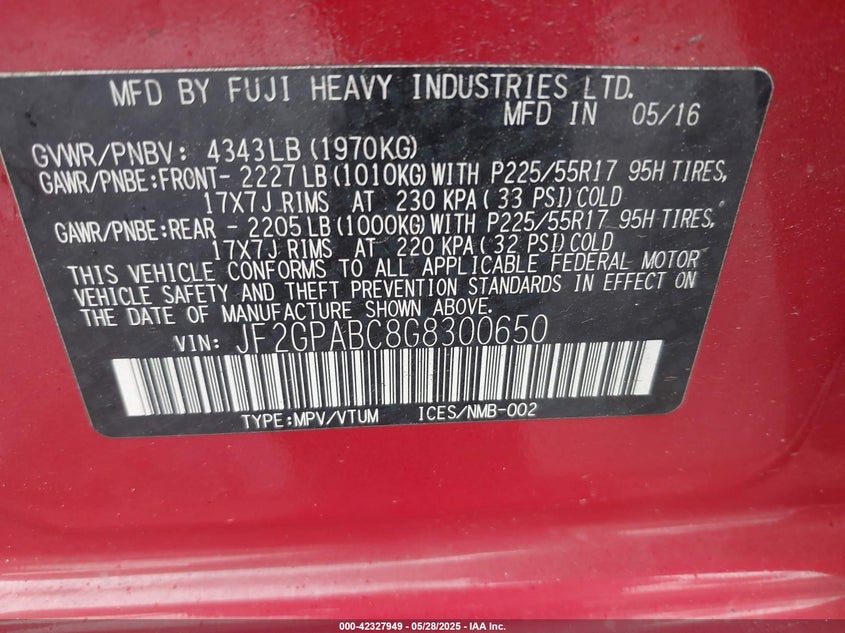 MFD BY FUJI HEAVY INDUSTRIES LTD.
MFD IN 05/16
GVWR/PNBV: 4343LB (1970KG)
GAWR/PNBE:FRONT- 2227 LB (1010KG) WITH P225/55R17 95H TIRES,
17X7J RIMS AT 230 KPA ( 33 PSI) COLD
GAWR/PNBE:REAR - 2205 LB (1000KG) WITH P225/55R17 95H TIRES,
17X7J RIMS AT 220 KPA ( 32 PSI) COLD
THIS VEHICLE CONFORMS TO ALL APPLICABLE FEDERAL MOTOR
VEHICLE SAFETY AND THEFT PREVENTION STANDARDS IN EFFECT ON
THE DATE OF MANUFACTURE SHOWN ABOVE.
VIN: JF2GPABC8G8300650
TYPE:MPV/VTUM ICES/NMB-002
000-42327949 — 05/28/2025 — IAA Inc.